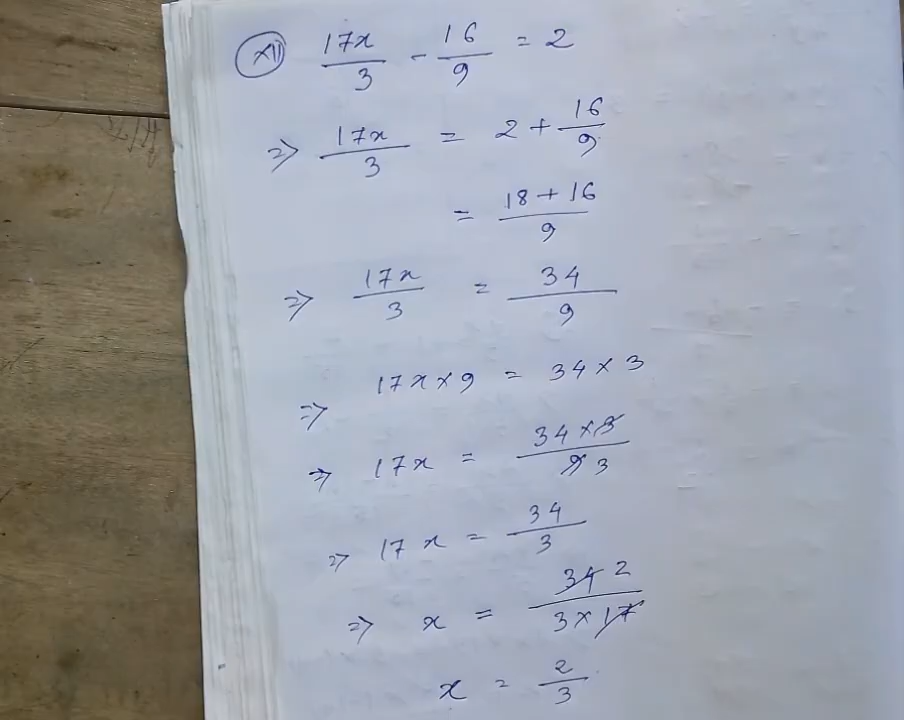 (xii) 17x/3 - 16/9 = 2
⇒ 17x/3 = 2 + 16/9
= 18 + 16/9
⇒ 17x/3 = 34/9
⇒ 17x × 9 = 34 × 3
⇒ 17x = 34 × 3/9 3
⇒ 17x = 34/3
⇒ x = 34 2/3 × 17
x = 2/3